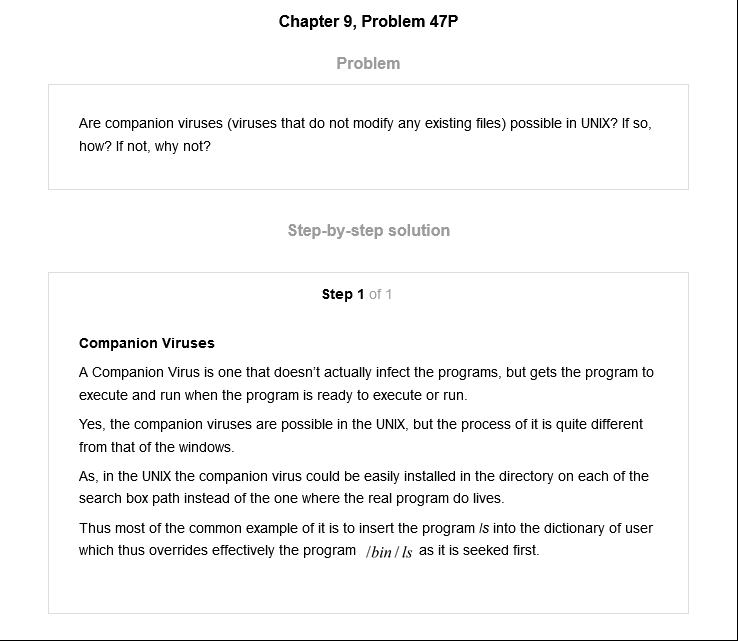 Chapter 9, Problem 47P
Problem
Are companion viruses (viruses that do not modify any existing files) possible in UNIX? If so,
how? If not, why not?
Step-by-step solution
Step 1 of 1
Companion Viruses
A Companion Virus is one that doesn't actually infect the programs, but gets the program to
execute and run when the program is ready to execute or run.
Yes, the companion viruses are possible in the UNIX, but the process of it is quite different
from that of the windows.
As, in the UNIX the companion virus could be easily installed in the directory on each of the
search box path instead of the one where the real program do lives.
Thus most of the common example of it is to insert the program ls into the dictionary of user
which thus overrides effectively the program /bin/ls as it is seeked first.